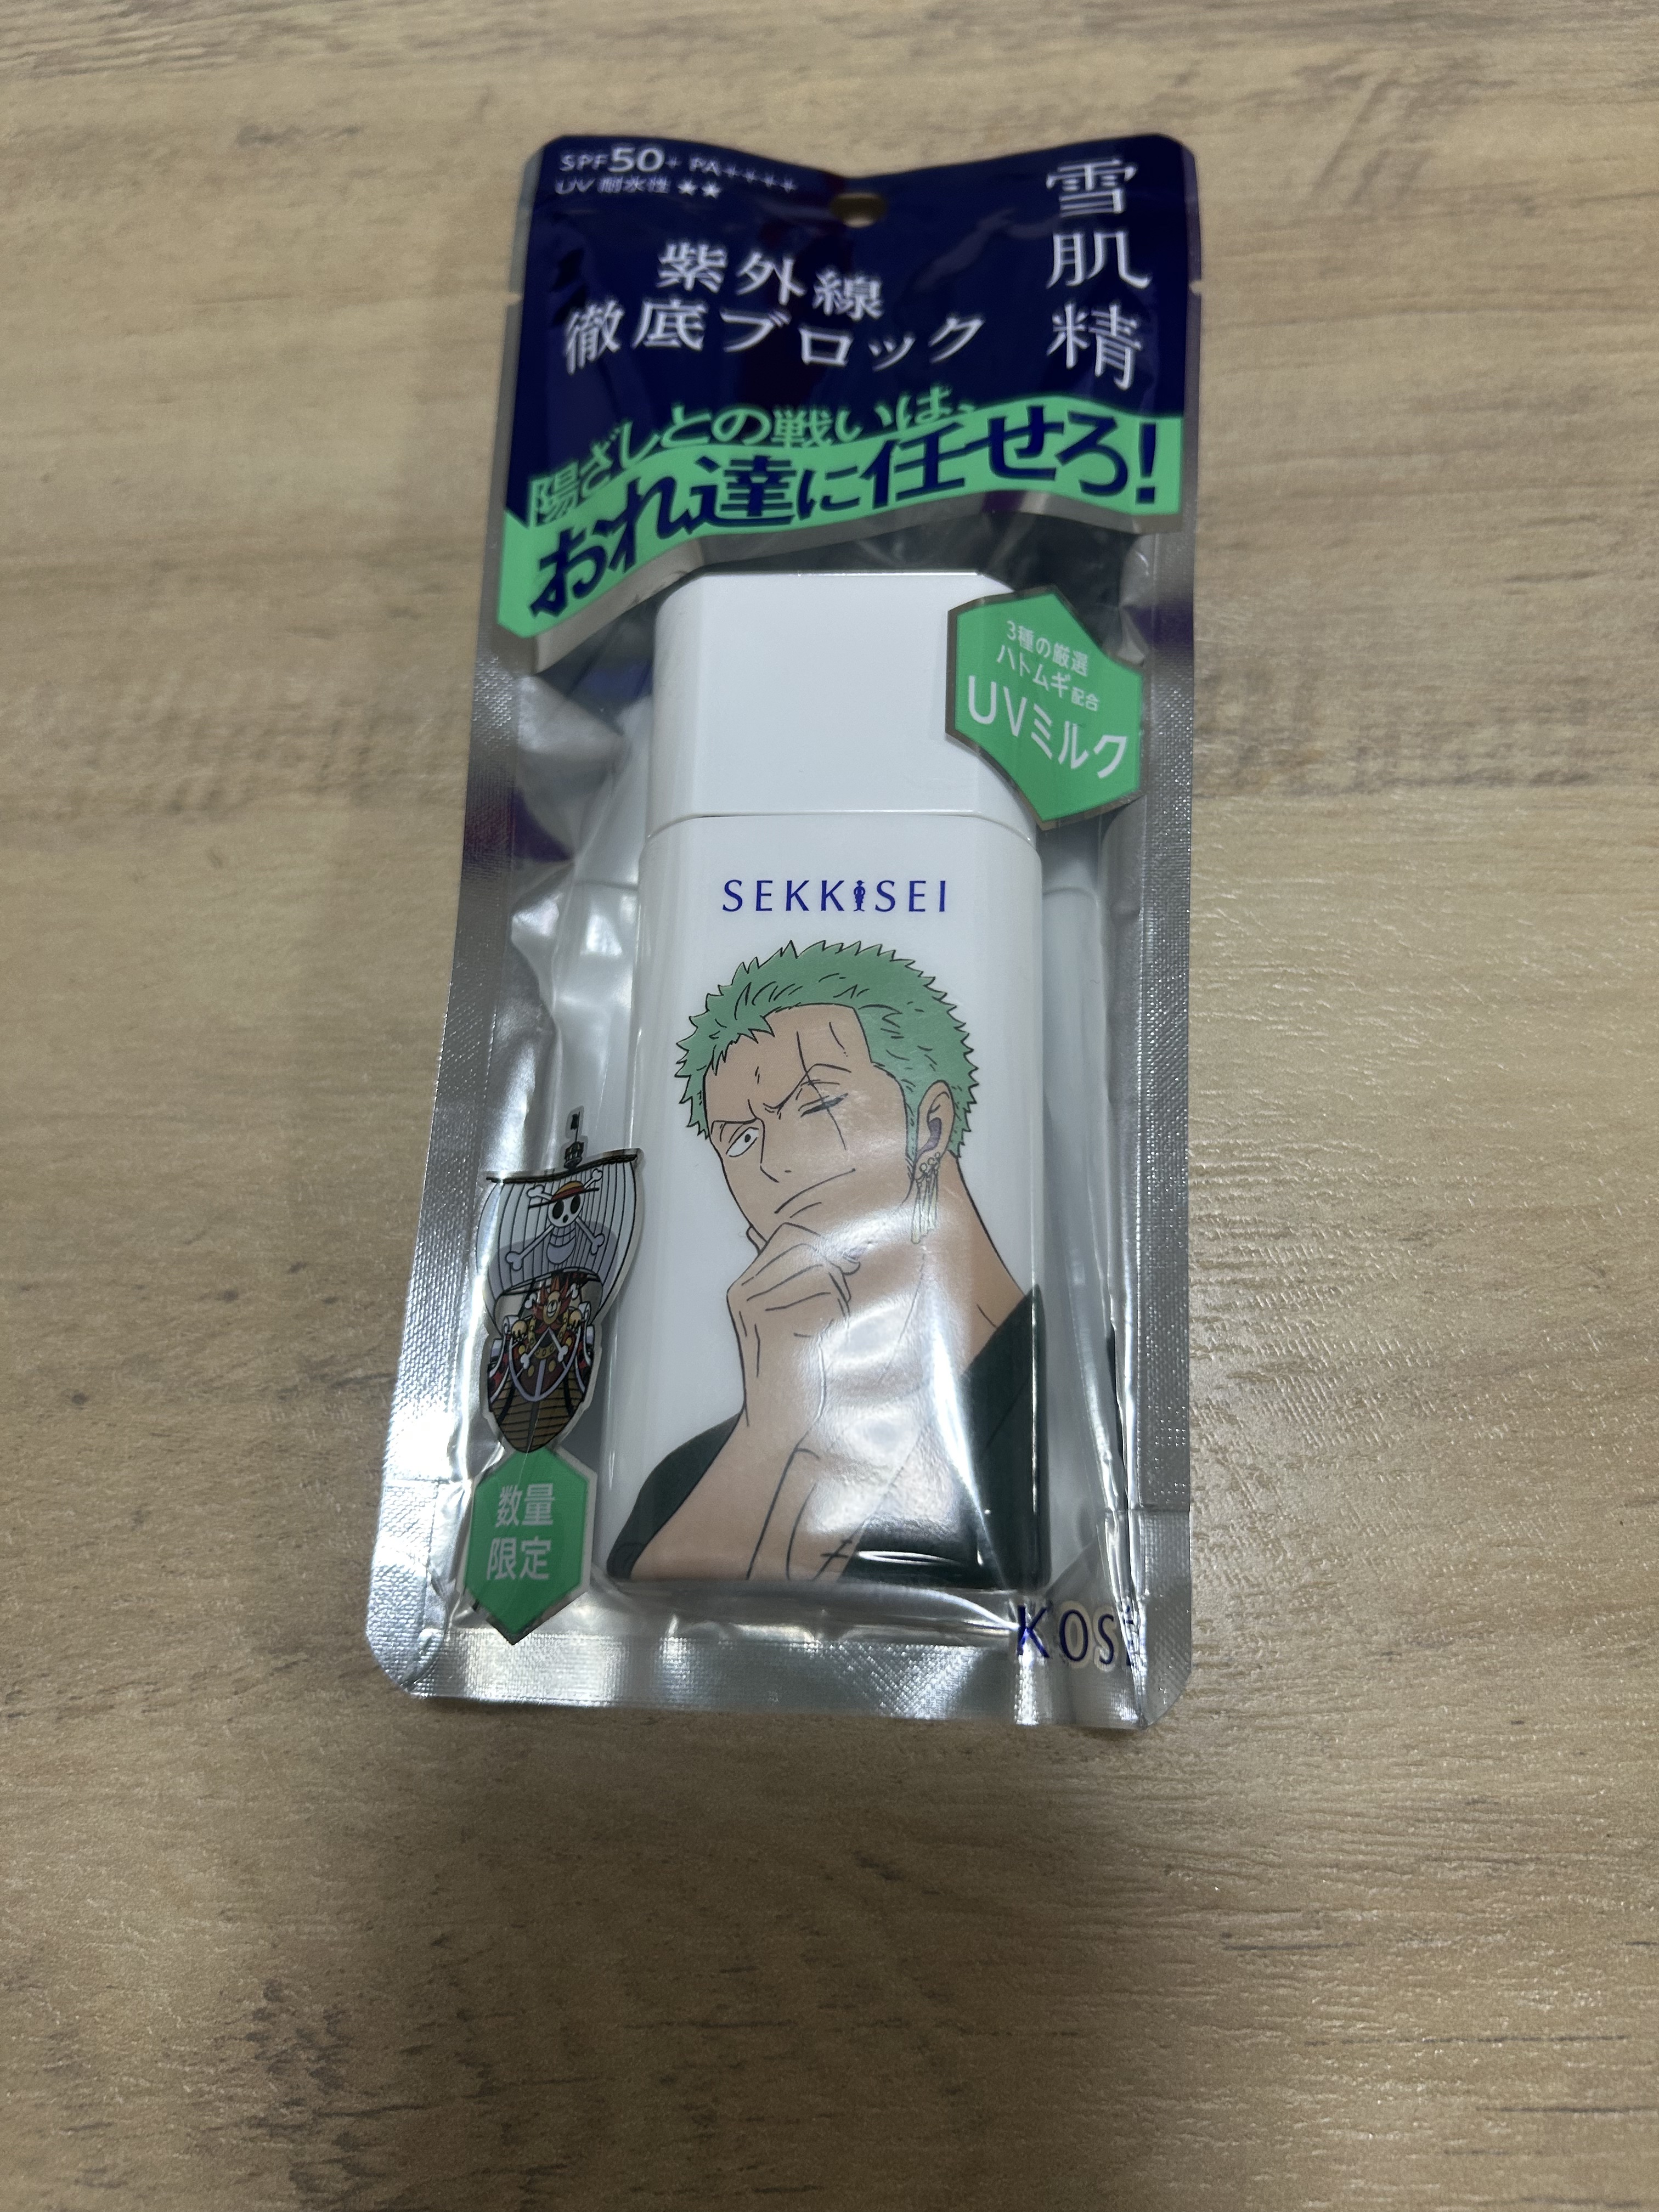 SPF50+ PA++++
UV 耐水性 ★★
雪肌精
紫外線
徹底ブロック
陽ざしとの戦いは、
おれ達に任せろ!
3種の厳選
ハトムギ配合
UVミルク
SEKKISEI
数量
限定
KOSÉ